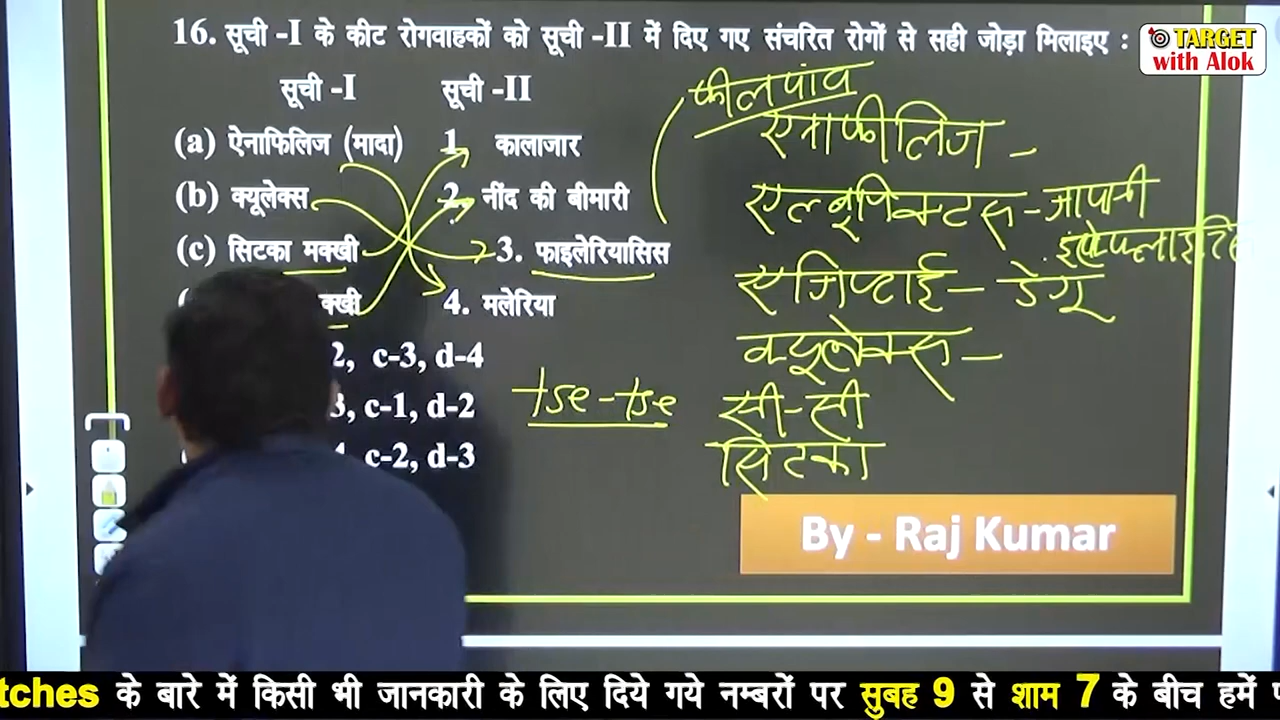 16. सूची -I के कीट रोगवाहकों को सूची -II में दिए गए संचरित रोगों से सही जोड़ा मिलाइए :
TARGET
with Alok
सूची -I सूची -II
(a) ऐनाफिलिज (मादा) 1. कालाजार
(b) क्यूलेक्स 2. नींद की बीमारी
(c) सिटका मक्खी 3. फाइलेरियासिस
क्खी 4. मलेरिया
2, c-3, d-4
3, c-1, d-2
c-2, d-3
फीलपांव
एनाफीलिज -
- जापानी
एजिप्टाई - डेंगू
क्यूलेक्स -
tse-tse सी-सी
सिटका
By - Raj Kumar
tches के बारे में किसी भी जानकारी के लिए दिये गये नम्बरों पर सुबह 9 से शाम 7 के बीच हमें